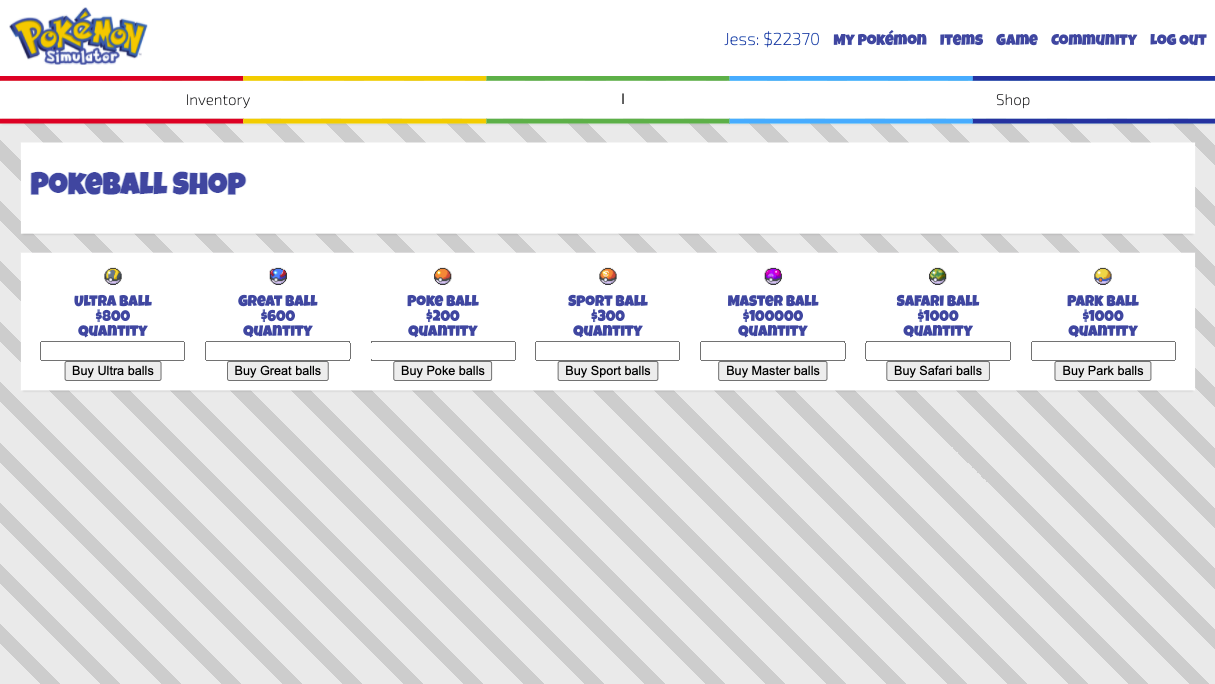 Pokémon
Simulator
Jess: $22370 My Pokémon Items Game Community Log Out
Inventory | Shop
Pokeball Shop
Ultra Ball Great Ball Poke Ball Sport Ball Master Ball Safari Ball Park Ball
$800 $600 $200 $300 $100000 $1000 $1000
Quantity Quantity Quantity Quantity Quantity Quantity Quantity
Buy Ultra balls Buy Great balls Buy Poke balls Buy Sport balls Buy Master balls Buy Safari balls Buy Park balls